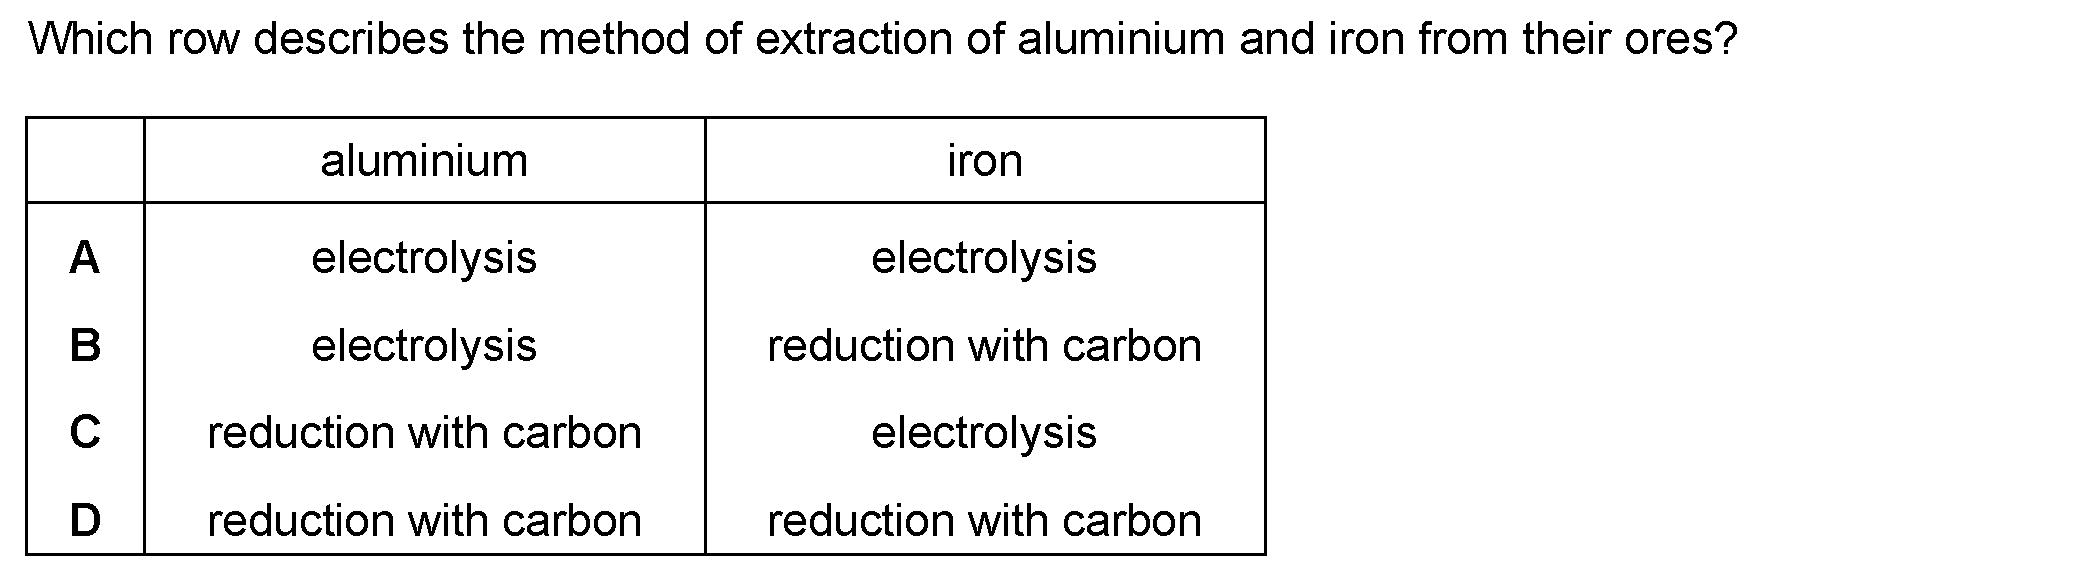 Which row describes the method of extraction of aluminium and iron from their ores?
aluminium iron
A electrolysis electrolysis
B electrolysis reduction with carbon
C reduction with carbon electrolysis
D reduction with carbon reduction with carbon